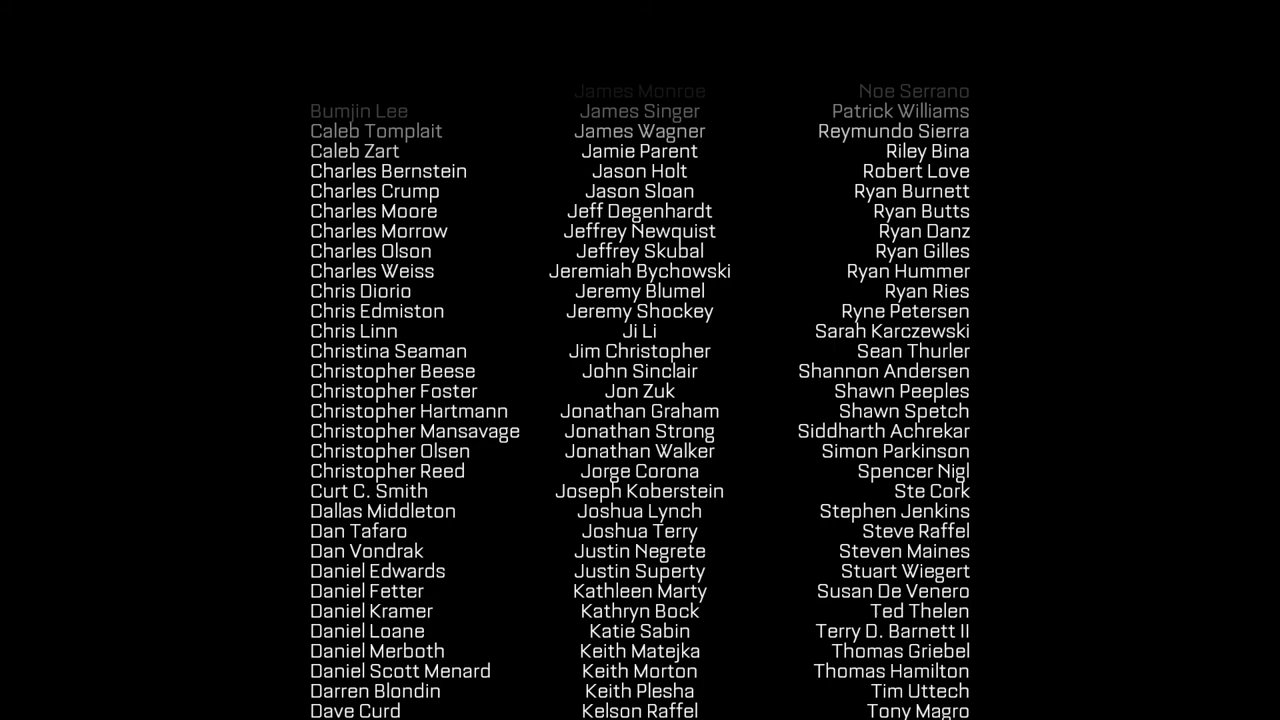 James Monroe Noe Serrano
Bumjin Lee James Singer Patrick Williams
Caleb Tomplait James Wagner Reymundo Sierra
Caleb Zart Jamie Parent Riley Bina
Charles Bernstein Jason Holt Robert Love
Charles Crump Jason Sloan Ryan Burnett
Charles Moore Jeff Degenhardt Ryan Butts
Charles Morrow Jeffrey Newquist Ryan Danz
Charles Olson Jeffrey Skubal Ryan Gilles
Charles Weiss Jeremiah Bychowski Ryan Hummer
Chris Diorio Jeremy Blumel Ryan Ries
Chris Edmiston Jeremy Shockey Ryne Petersen
Chris Linn Ji Li Sarah Karczewski
Christina Seaman Jim Christopher Sean Thurler
Christopher Beese John Sinclair Shannon Andersen
Christopher Foster Jon Zuk Shawn Peeples
Christopher Hartmann Jonathan Graham Shawn Spetch
Christopher Mansavage Jonathan Strong Siddharth Achrekar
Christopher Olsen Jonathan Walker Simon Parkinson
Christopher Reed Jorge Corona Spencer Nigl
Curt C. Smith Joseph Koberstein Ste Cork
Dallas Middleton Joshua Lynch Stephen Jenkins
Dan Tafaro Joshua Terry Steve Raffel
Dan Vondrak Justin Negrete Steven Maines
Daniel Edwards Justin Superty Stuart Wiegert
Daniel Fetter Kathleen Marty Susan De Venero
Daniel Kramer Kathryn Bock Ted Thelen
Daniel Loane Katie Sabin Terry D. Barnett II
Daniel Merboth Keith Matejka Thomas Griebel
Daniel Scott Menard Keith Morton Thomas Hamilton
Darren Blondin Keith Plesha Tim Uttech
Dave Curd Kelson Raffel Tony Magro